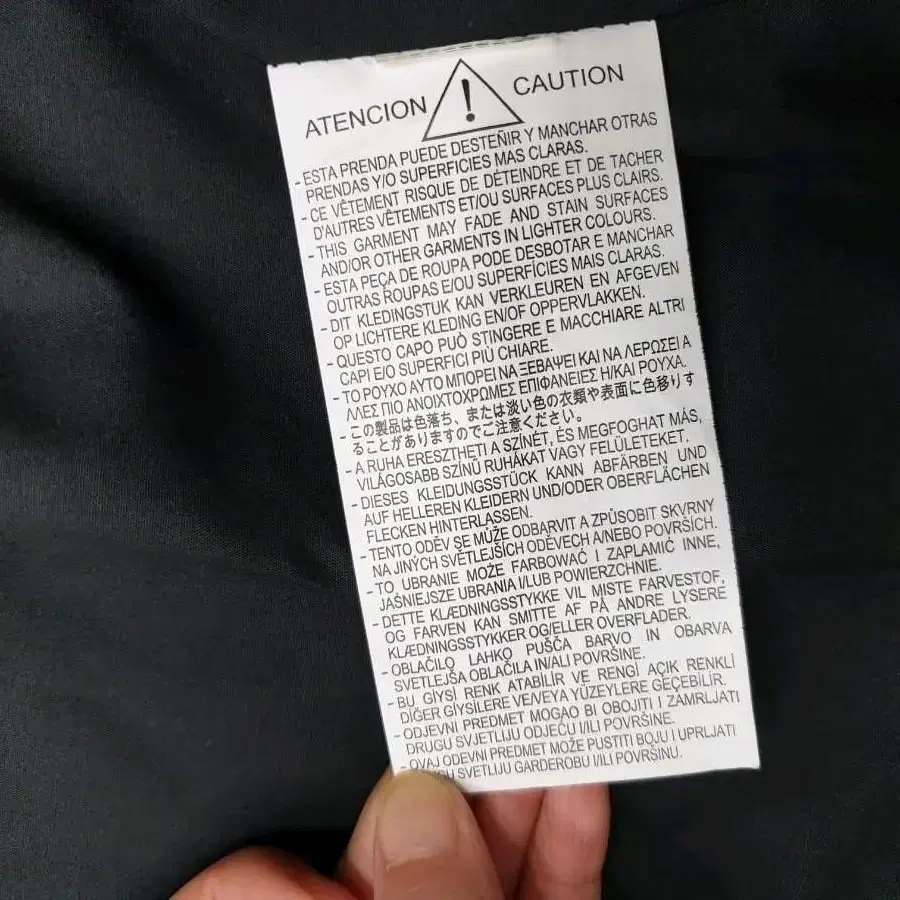 ATENCION ! CAUTION
- ESTA PRENDA PUEDE DESTEÑIR Y MANCHAR OTRAS
PRENDAS Y/O SUPERFICIES MAS CLARAS.
- CE VÊTEMENT RISQUE DE DÉTEINDRE ET DE TACHER
D'AUTRES VÊTEMENTS ET/OU SURFACES PLUS CLAIRS.
- THIS GARMENT MAY FADE AND STAIN SURFACES
AND/OR OTHER GARMENTS IN LIGHTER COLOURS.
- ESTA PEÇA DE ROUPA PODE DESBOTAR E MANCHAR
OUTRAS ROUPAS E/OU SUPERFÍCIES MAIS CLARAS.
- DIT KLEDINGSTUK KAN VERKLEUREN EN AFGEVEN
OP LICHTERE KLEDING EN/OF OPPERVLAKKEN.
- QUESTO CAPO PUÒ STINGERE E MACCHIARE ALTRI
CAPI E/O SUPERFICI PIÙ CHIARE.
- ΤΟ ΡΟΥΧΟ ΑΥΤΟ ΜΠΟΡΕΙ ΝΑ ΞΕΒΑΨΕΙ ΚΑΙ ΝΑ ΛΕΡΩΣΕΙ Α
ΛΛΕΣ ΠΙΟ ΑΝΟΙΧΤΟΧΡΩΜΕΣ ΕΠΙΦΑΝΕΙΕΣ Η/ΚΑΙ ΡΟΥΧΑ.
- この製品は色落ち、または淡い色の衣類や表面に色移りす
ることがありますのでご注意ください。
- A RUHA ERESZTHETI A SZÍNÉT, ÉS MEGFOGHAT MÁS,
VILÁGOSABB SZÍNŰ RUHÁKAT VAGY FELÜLETEKET.
- DIESES KLEIDUNGSSTÜCK KANN ABFÄRBEN UND
AUF HELLEREN KLEIDERN UND/ODER OBERFLÄCHEN
FLECKEN HINTERLASSEN.
- TENTO ODĚV SE MŮŽE ODBARVIT A ZPŮSOBIT SKVRNY
NA JINÝCH SVĚTLEJŠÍCH ODĚVECH A/NEBO POVRŠÍCH.
- TO UBRANIE MOŻE FARBOWAĆ I ZAPLAMIĆ INNE,
JAŚNIEJSZE UBRANIA I/LUB POWIERZCHNIE.
- DETTE KLÆDNINGSSTYKKE VIL MISTE FARVESTOF,
OG FARVEN KAN SMITTE AF PÅ ANDRE LYSERE
KLÆDNINGSSTYKKER OG/ELLER OVERFLADER.
- OBLAČILO LAHKO PUŠČA BARVO IN OBARVA
SVETLEJŠA OBLAČILA IN/ALI POVRŠINE.
- BU GİYSİ RENK ATABİLİR VE RENGİ AÇIK RENKLİ
DİĞER GİYSİLERE VE/VEYA YÜZEYLERE GEÇEBİLİR.
- ODJEVNI PREDMET MOGAO BI OBOJITI I ZAMRLJATI
DRUGU SVJETLIJU ODJEĆU I/ILI POVRŠINE.
- OVAJ ODEVNI PREDMET MOŽE PUSTITI BOJU I UPRLJATI
SVETLIJU GARDEROBU I/ILI POVRŠINU.